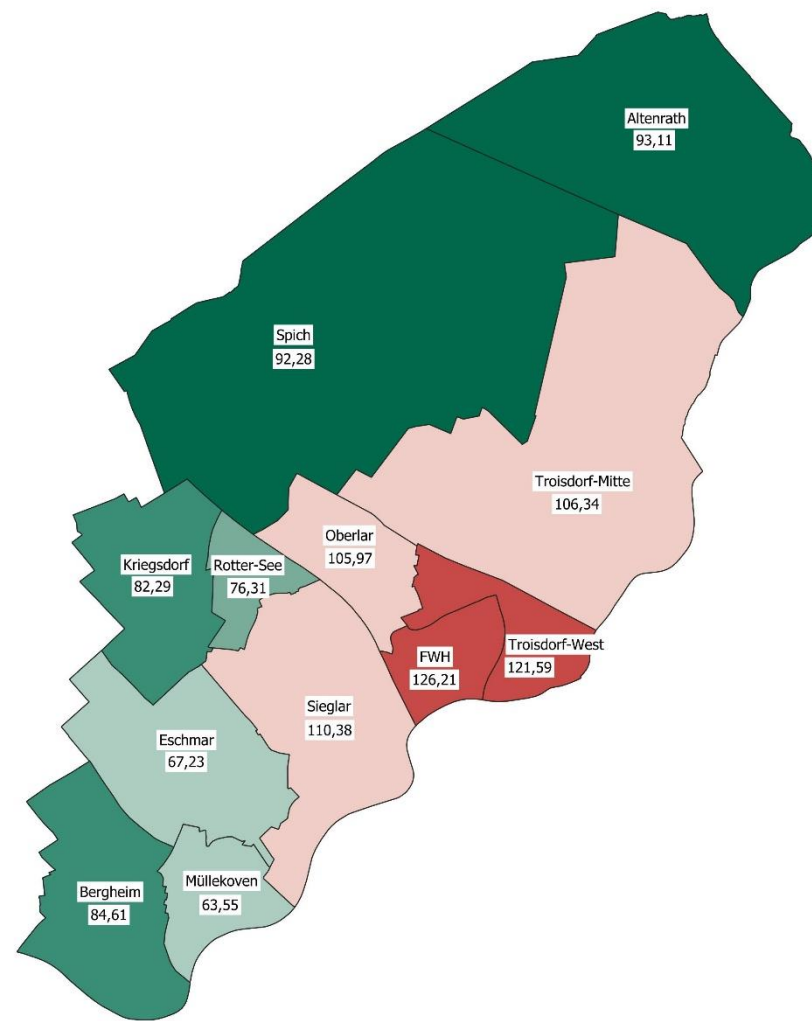 Altenrath
93,11
Spich
92,28
Troisdorf-Mitte
106,34
Oberlar
105,97
Kriegsdorf
82,29
Rotter-See
76,31
Troisdorf-West
121,59
FWH
126,21
Sieglar
110,38
Eschmar
67,23
Müllekoven
63,55
Bergheim
84,61